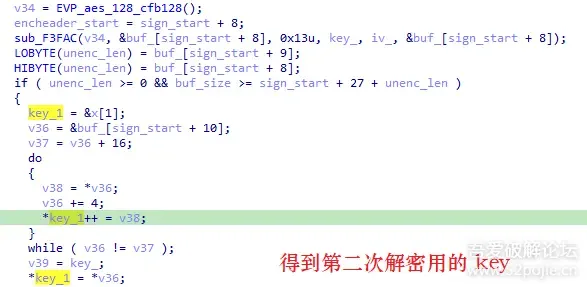 v34 = EVP_aes_128_cfb128();
encheader_start = sign_start + 8;
sub_F3FAC(v34, &buf_[sign_start + 8], 0x13u, key_, iv_, &buf_[sign_start + 8]);
LOBYTE(unenc_len) = buf_[sign_start + 9];
HIBYTE(unenc_len) = buf_[sign_start + 8];
if ( unenc_len >= 0 && buf_size >= sign_start + 27 + unenc_len )
{
key_1 = &x[1];
v36 = &buf_[sign_start + 10];
v37 = v36 + 16;
do
{
v38 = *v36;
v36 += 4;
*key_1++ = v38;
}
while ( v36 != v37 );
v39 = key_;
*key_1 = *v36;
得到第二次解密用的 key
吾爱破解论坛
www.52pojie.cn